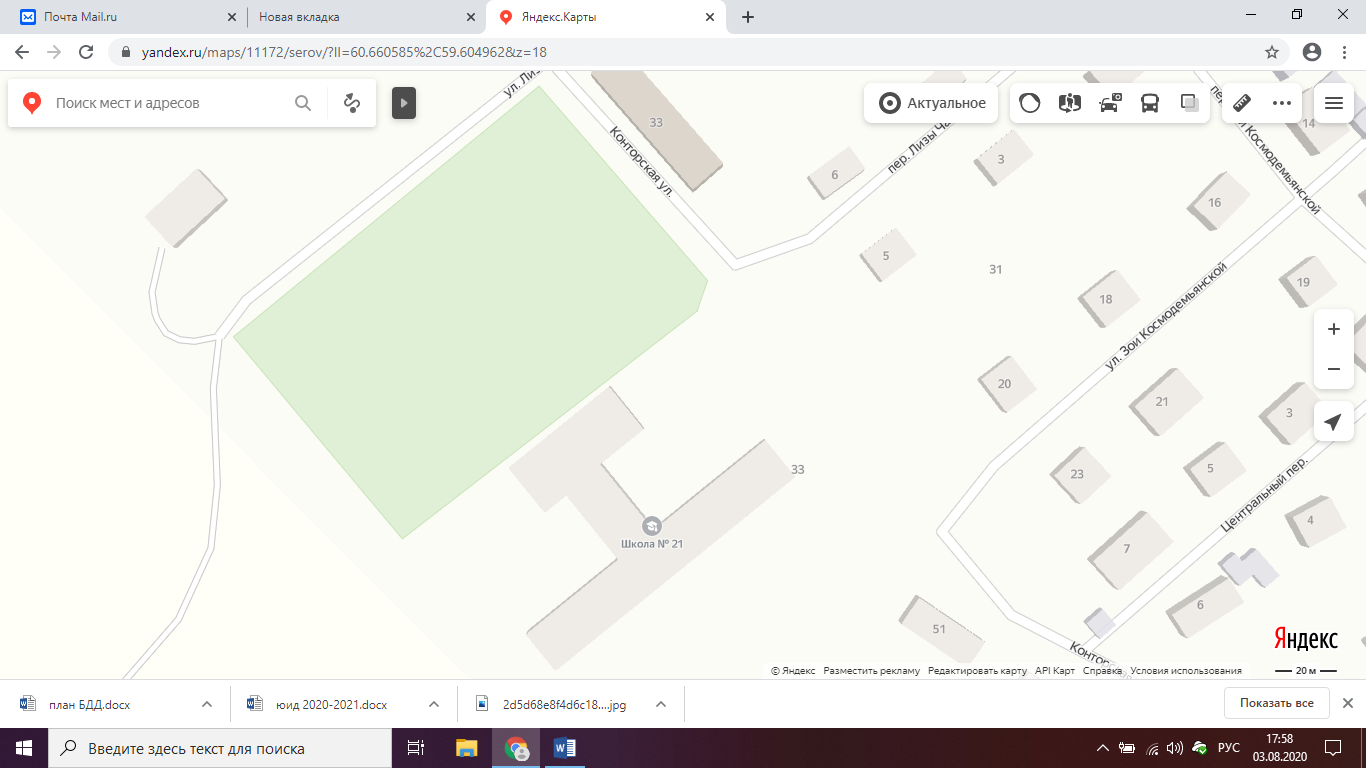 Почта Mail.ru
Новая вкладка
Яндекс.Карты
yandex.ru/maps/11172/serov/?ll=60.660585%2C59.604962&z=18
Поиск мест и адресов
Актуальное
ул. Лизы
33
Конторская ул.
6
пер. Лизы Ча
3
14
Космодемьянской
16
5
31
19
18
ул. Зои Космодемьянской
20
21
3
33
23
5
Центральный пер.
4
Школа № 21
7
6
51
Яндекс
© Яндекс Разместить рекламу Редактировать карту API Карт Справка Условия использования
20 м
план БДД.docx
юид 2020-2021.docx
2d5d68e8f4d6c18....jpg
Показать все
Введите здесь текст для поиска
РУС
17:58
03.08.2020